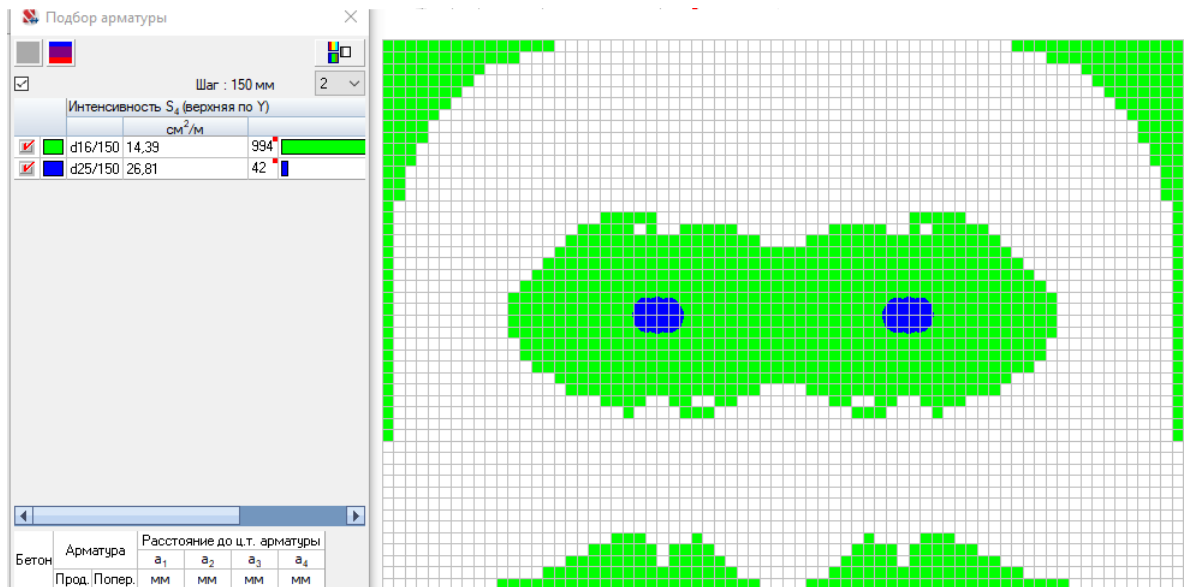 Подбор арматуры
Шаг : 150 мм 2
Интенсивность S₄ (верхняя по Y)
см²/м
d16/150 14,39 994
d25/150 26,81 42
Бетон Арматура Расстояние до ц.т. арматуры
a₁ a₂ a₃ a₄
Прод. Попер. мм мм мм мм